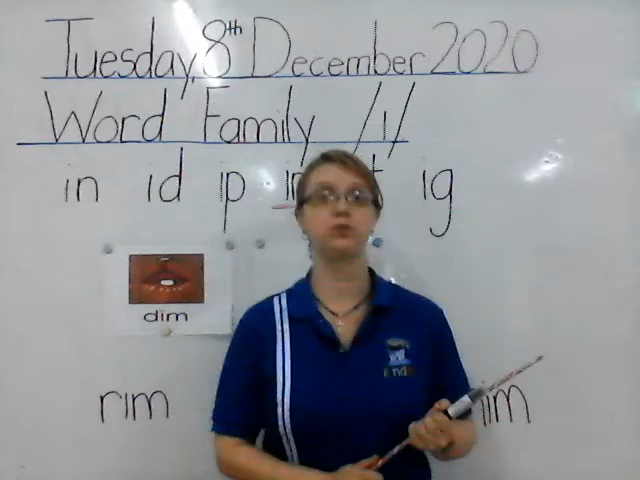 Tuesday, 8th December 2020
Word Family /i/
in id ip ig
dim
rim